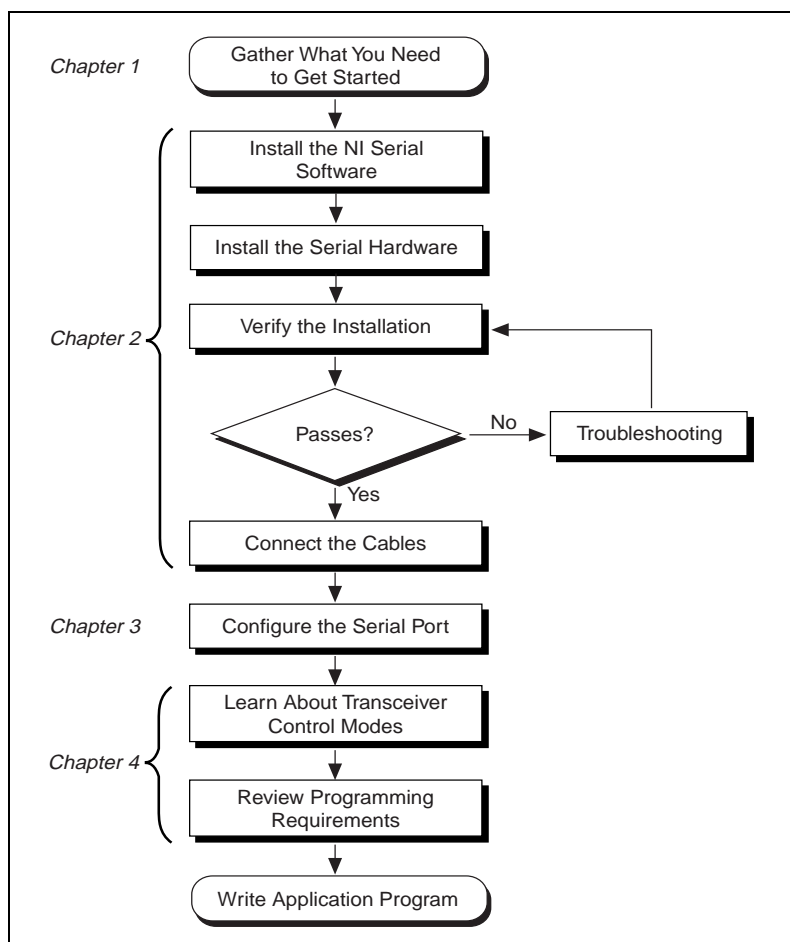 Chapter 1
Gather What You Need
to Get Started
Install the NI Serial
Software
Install the Serial Hardware
Chapter 2
Verify the Installation
Passes?
No
Troubleshooting
Yes
Connect the Cables
Chapter 3
Configure the Serial Port
Learn About Transceiver
Control Modes
Chapter 4
Review Programming
Requirements
Write Application Program